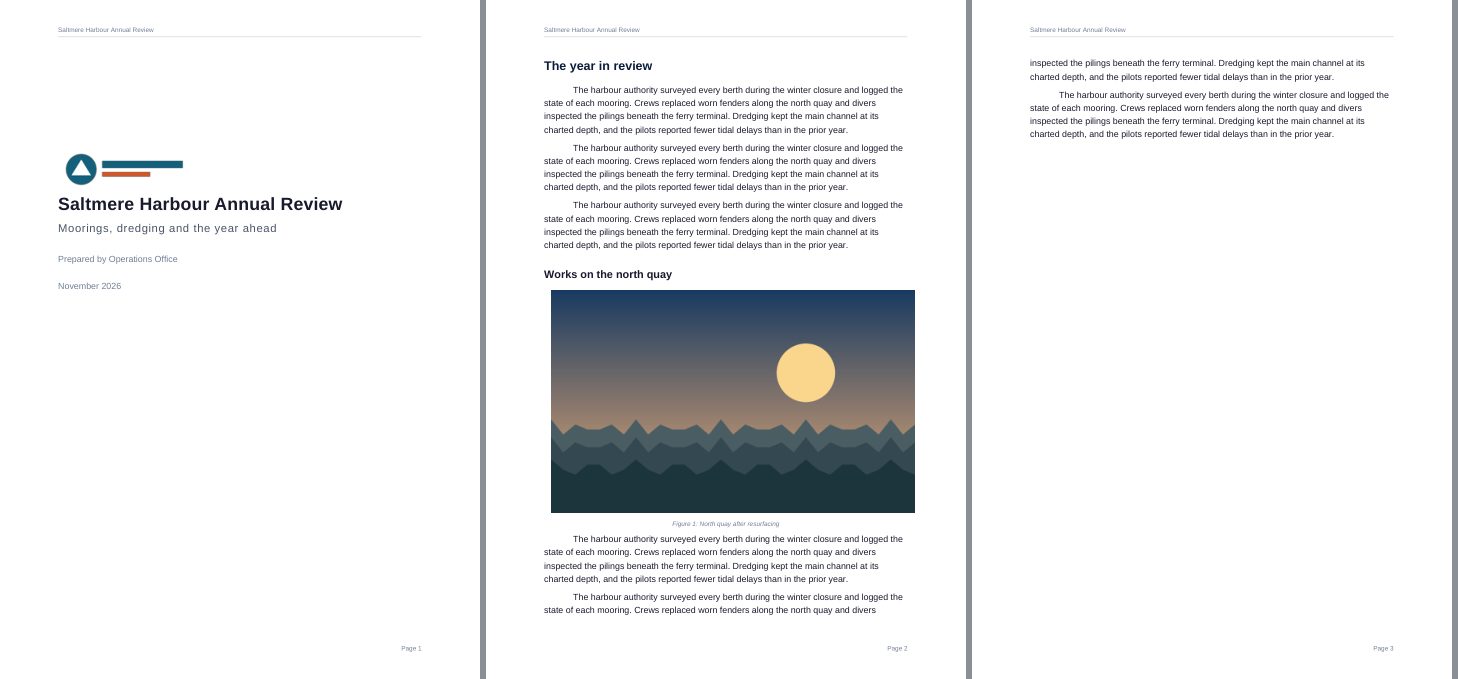 Saltmere Harbour Annual Review
Saltmere Harbour Annual Review
Moorings, dredging and the year ahead
Prepared by Operations Office
November 2026
Page 1
Saltmere Harbour Annual Review
The year in review
The harbour authority surveyed every berth during the winter closure and logged the
state of each mooring. Crews replaced worn fenders along the north quay and divers
inspected the pilings beneath the ferry terminal. Dredging kept the main channel at its
charted depth, and the pilots reported fewer tidal delays than in the prior year.
The harbour authority surveyed every berth during the winter closure and logged the
state of each mooring. Crews replaced worn fenders along the north quay and divers
inspected the pilings beneath the ferry terminal. Dredging kept the main channel at its
charted depth, and the pilots reported fewer tidal delays than in the prior year.
The harbour authority surveyed every berth during the winter closure and logged the
state of each mooring. Crews replaced worn fenders along the north quay and divers
inspected the pilings beneath the ferry terminal. Dredging kept the main channel at its
charted depth, and the pilots reported fewer tidal delays than in the prior year.
Works on the north quay
Figure 1: North quay after resurfacing
The harbour authority surveyed every berth during the winter closure and logged the
state of each mooring. Crews replaced worn fenders along the north quay and divers
inspected the pilings beneath the ferry terminal. Dredging kept the main channel at its
charted depth, and the pilots reported fewer tidal delays than in the prior year.
The harbour authority surveyed every berth during the winter closure and logged the
state of each mooring. Crews replaced worn fenders along the north quay and divers
Page 2
Saltmere Harbour Annual Review
inspected the pilings beneath the ferry terminal. Dredging kept the main channel at its
charted depth, and the pilots reported fewer tidal delays than in the prior year.
The harbour authority surveyed every berth during the winter closure and logged the
state of each mooring. Crews replaced worn fenders along the north quay and divers
inspected the pilings beneath the ferry terminal. Dredging kept the main channel at its
charted depth, and the pilots reported fewer tidal delays than in the prior year.
Page 3